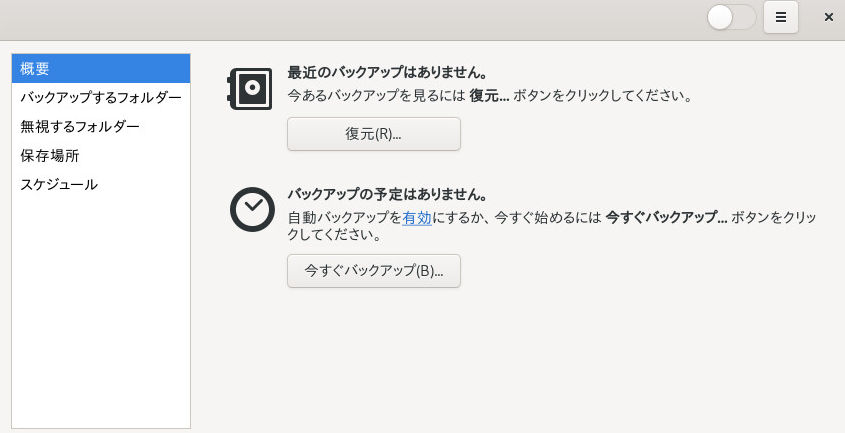 概要
バックアップするフォルダー
無視するフォルダー
保存場所
スケジュール
最近のバックアップはありません。
今あるバックアップを見るには 復元... ボタンをクリックしてください。
復元(R)...
バックアップの予定はありません。
自動バックアップを有効にするか、今すぐ始めるには 今すぐバックアップ... ボタンをクリッ
クしてください。
今すぐバックアップ(B)...